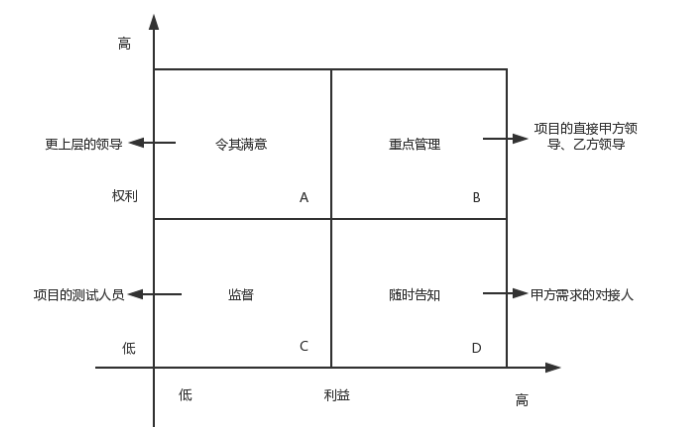 高
更上层的领导
令其满意
重点管理
项目的直接甲方领
导、乙方领导
权利
A
B
项目的测试人员
监督
随时告知
甲方需求的对接人
低
C
D
低
利益
高